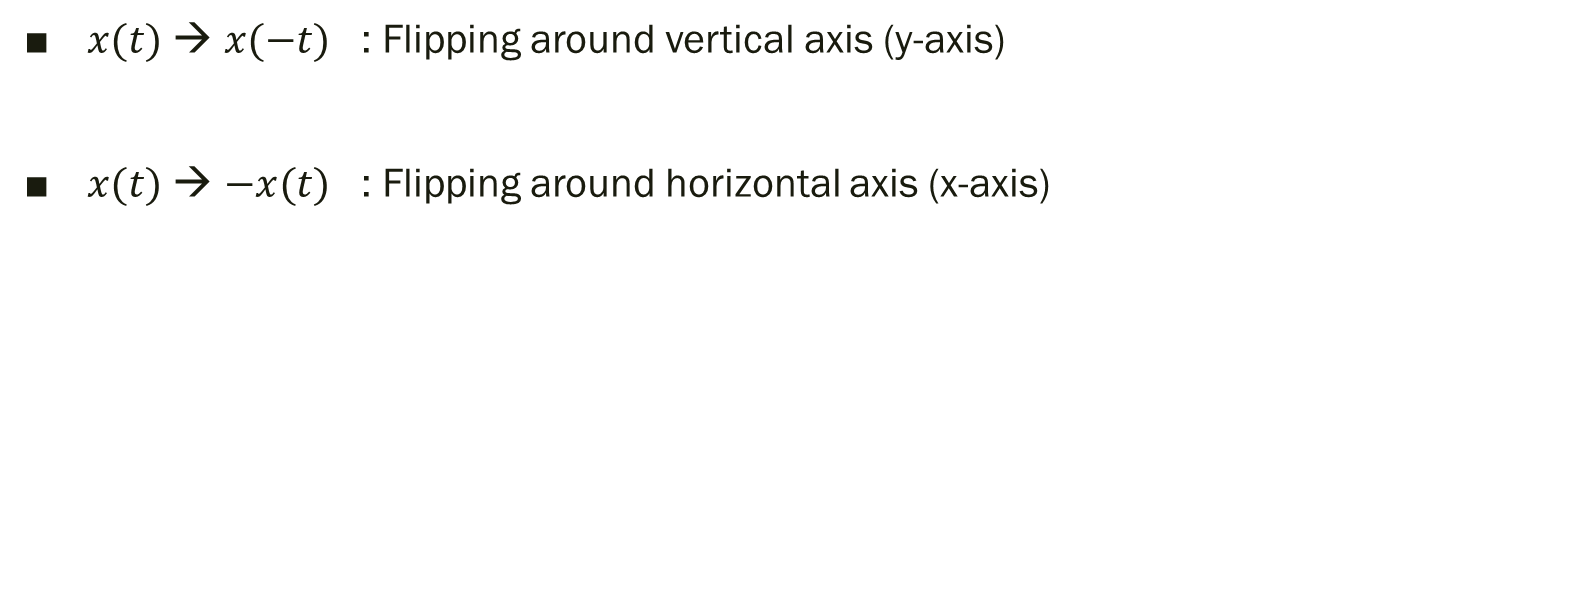 ■ x(t) → x(−t) : Flipping around vertical axis (y-axis)
■ x(t) → −x(t) : Flipping around horizontal axis (x-axis)